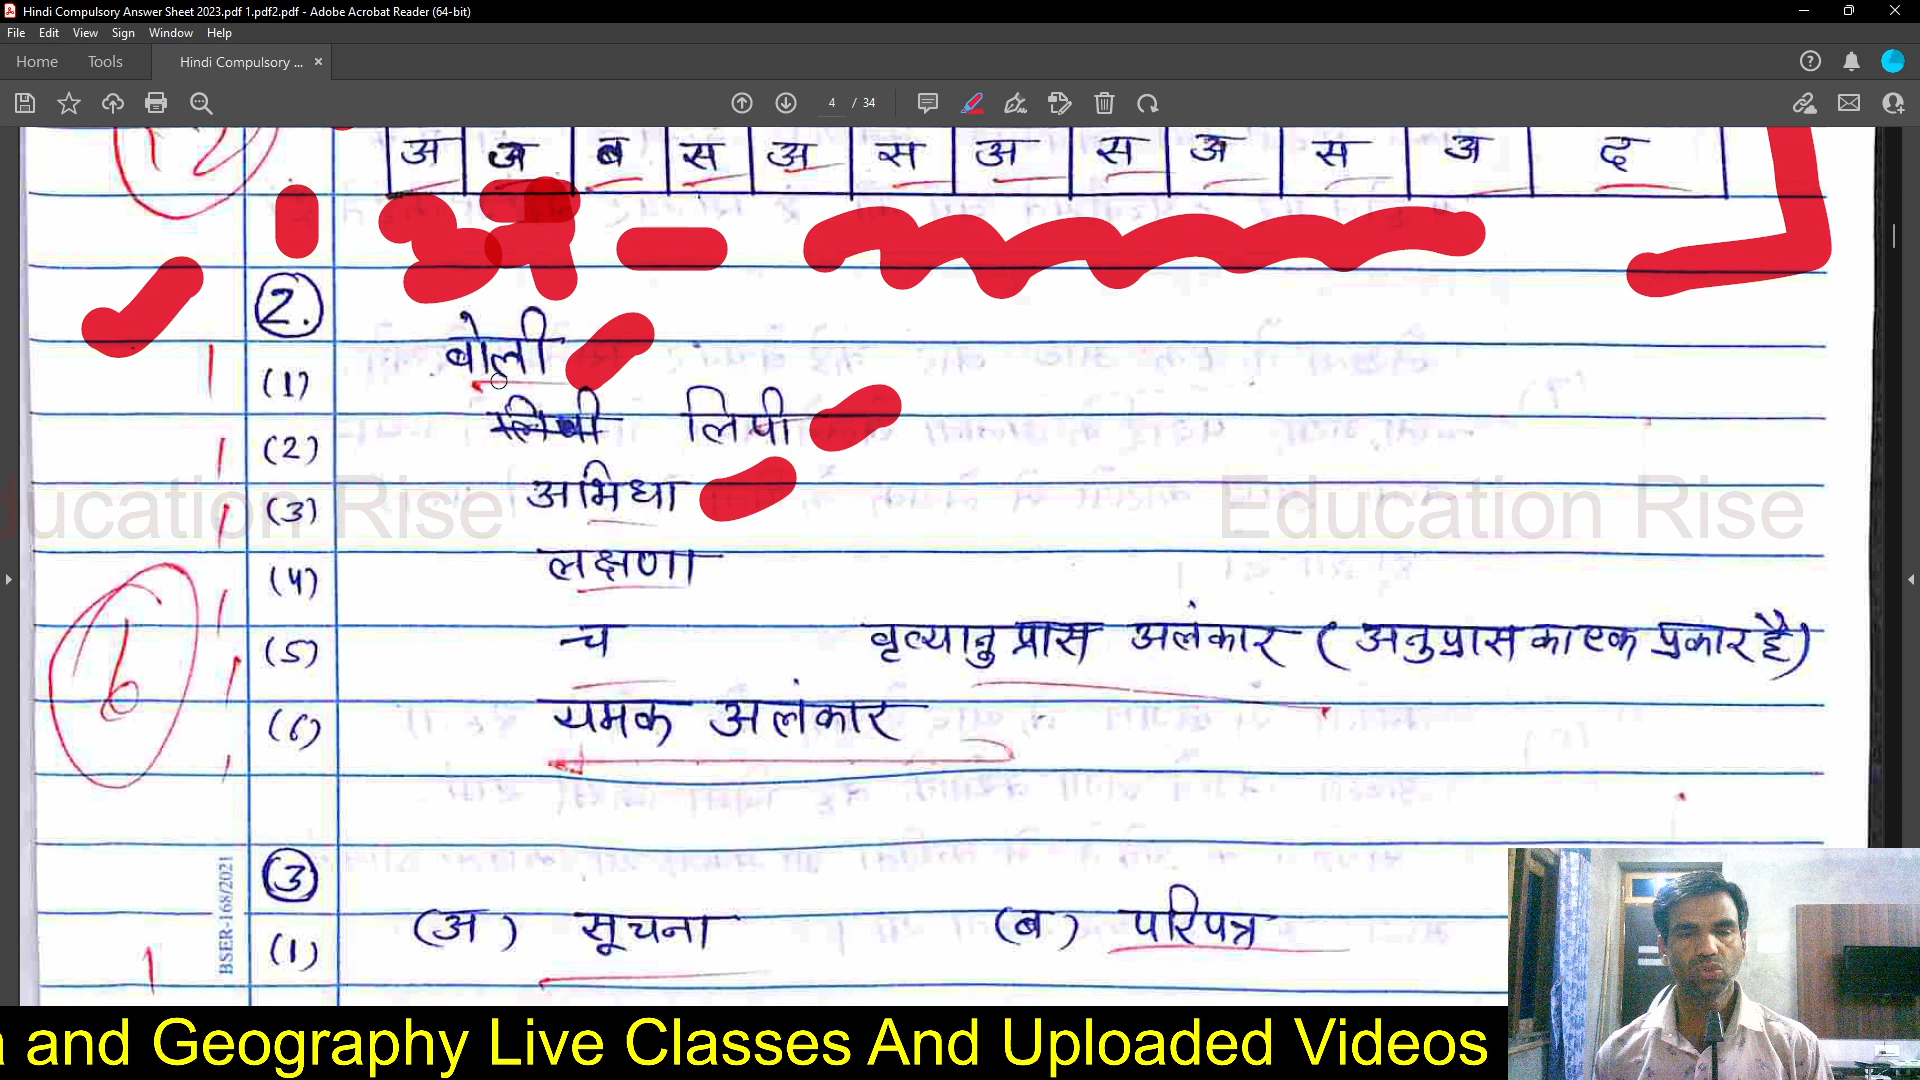 Hindi Compulsory Answer Sheet 2023.pdf 1.pdf2.pdf - Adobe Acrobat Reader (64-bit)
File Edit View Sign Window Help
Home Tools Hindi Compulsory ... ×
4 / 34
अ अ ब स अ स अ स अ स अ द
2.
(1) बोली
(2) लिपी
(3) अभिधा
Education Rise
(4) लक्षणा
(5) च वृत्यानु प्रास अलंकार ( अनुप्रास का एक प्रकार है)
6
(6) यमक अलंकार
3
(1) (अ) सूचना (ब) परिपत्र
BSER-168/2021
and Geography Live Classes And Uploaded Videos